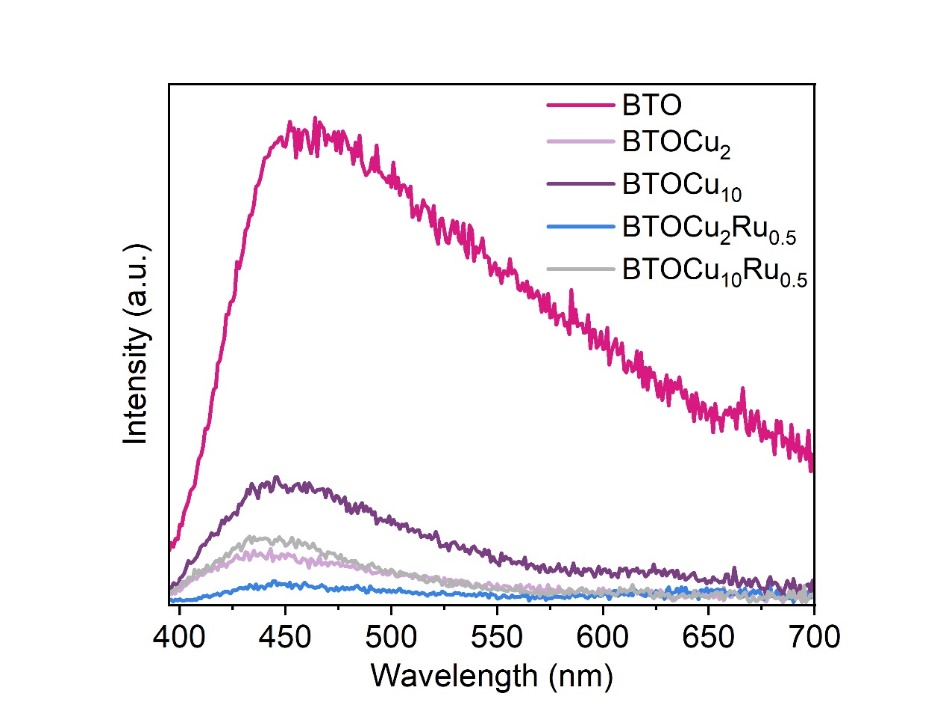 BTO
BTOCu₂
BTOCu₁₀
BTOCu₂Ru₀.₅
BTOCu₁₀Ru₀.₅
Intensity (a.u.)
400 450 500 550 600 650 700
Wavelength (nm)